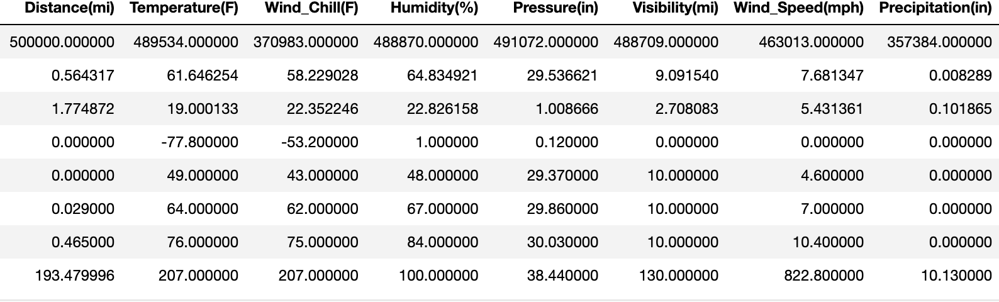 Distance(mi) Temperature(F) Wind_Chill(F) Humidity(%) Pressure(in) Visibility(mi) Wind_Speed(mph) Precipitation(in)
500000.000000 489534.000000 370983.000000 488870.000000 491072.000000 488709.000000 463013.000000 357384.000000
0.564317 61.646254 58.229028 64.834921 29.536621 9.091540 7.681347 0.008289
1.774872 19.000133 22.352246 22.826158 1.008666 2.708083 5.431361 0.101865
0.000000 -77.800000 -53.200000 1.000000 0.120000 0.000000 0.000000 0.000000
0.000000 49.000000 43.000000 48.000000 29.370000 10.000000 4.600000 0.000000
0.029000 64.000000 62.000000 67.000000 29.860000 10.000000 7.000000 0.000000
0.465000 76.000000 75.000000 84.000000 30.030000 10.000000 10.400000 0.000000
193.479996 207.000000 207.000000 100.000000 38.440000 130.000000 822.800000 10.130000